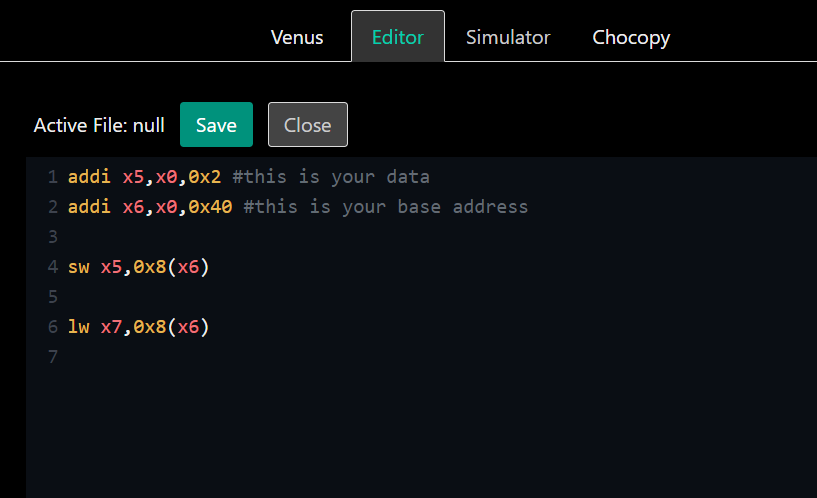 Venus Editor Simulator Chocopy
Active File: null Save Close
1 addi x5,x0,0x2 #this is your data
2 addi x6,x0,0x40 #this is your base address
3
4 sw x5,0x8(x6)
5
6 lw x7,0x8(x6)
7